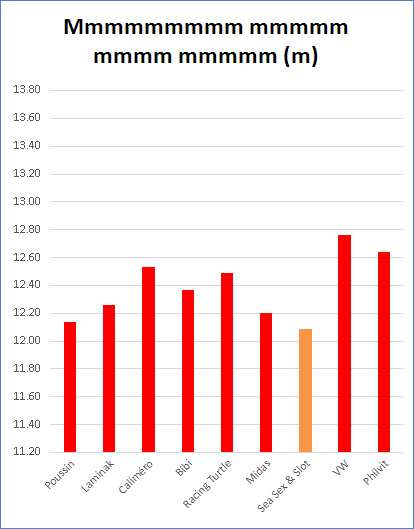 Mmmmmmmmm mmmmm
mmmm mmmmm (m)
13.80
13.60
13.40
13.20
13.00
12.80
12.60
12.40
12.20
12.00
11.80
11.60
11.40
11.20
Poussin
Laminak
Caliméro
Bibi
Racing Turtle
Midas
Sea Sex & Slot
VW
Philvit